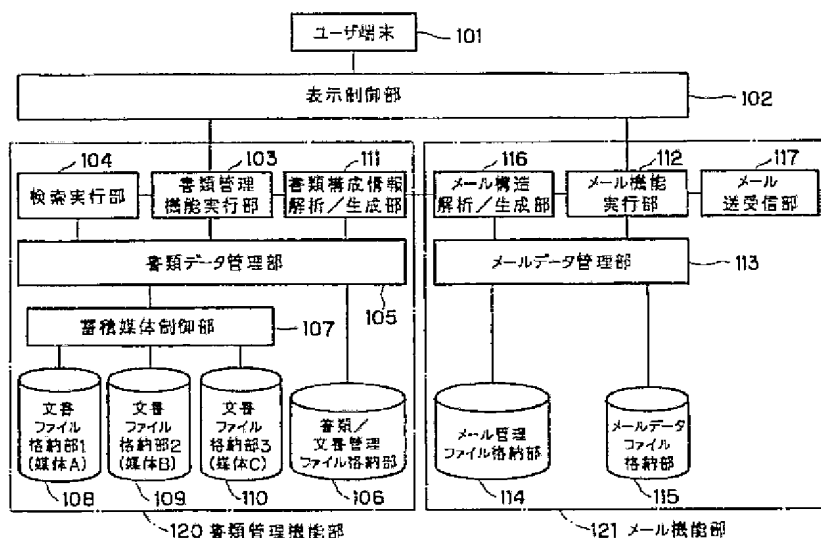 ユーザ端末
101
表示制御部
102
104
103
111
116
112
117
検索実行部
書類管理
機能実行部
書類構成情報
解析／生成部
メール構造
解析／生成部
メール機能
実行部
メール
送受信部
書類データ管理部
105
メールデータ管理部
113
蓄積媒体制御部
107
文書
ファイル
格納部1
(媒体A)
文書
ファイル
格納部2
(媒体B)
文書
ファイル
格納部3
(媒体C)
書類／
文書管理
ファイル格納部
メール管理
ファイル格納部
メールデータ
ファイル
格納部
108
109
110
106
114
115
120 書類管理機能部
121 メール機能部